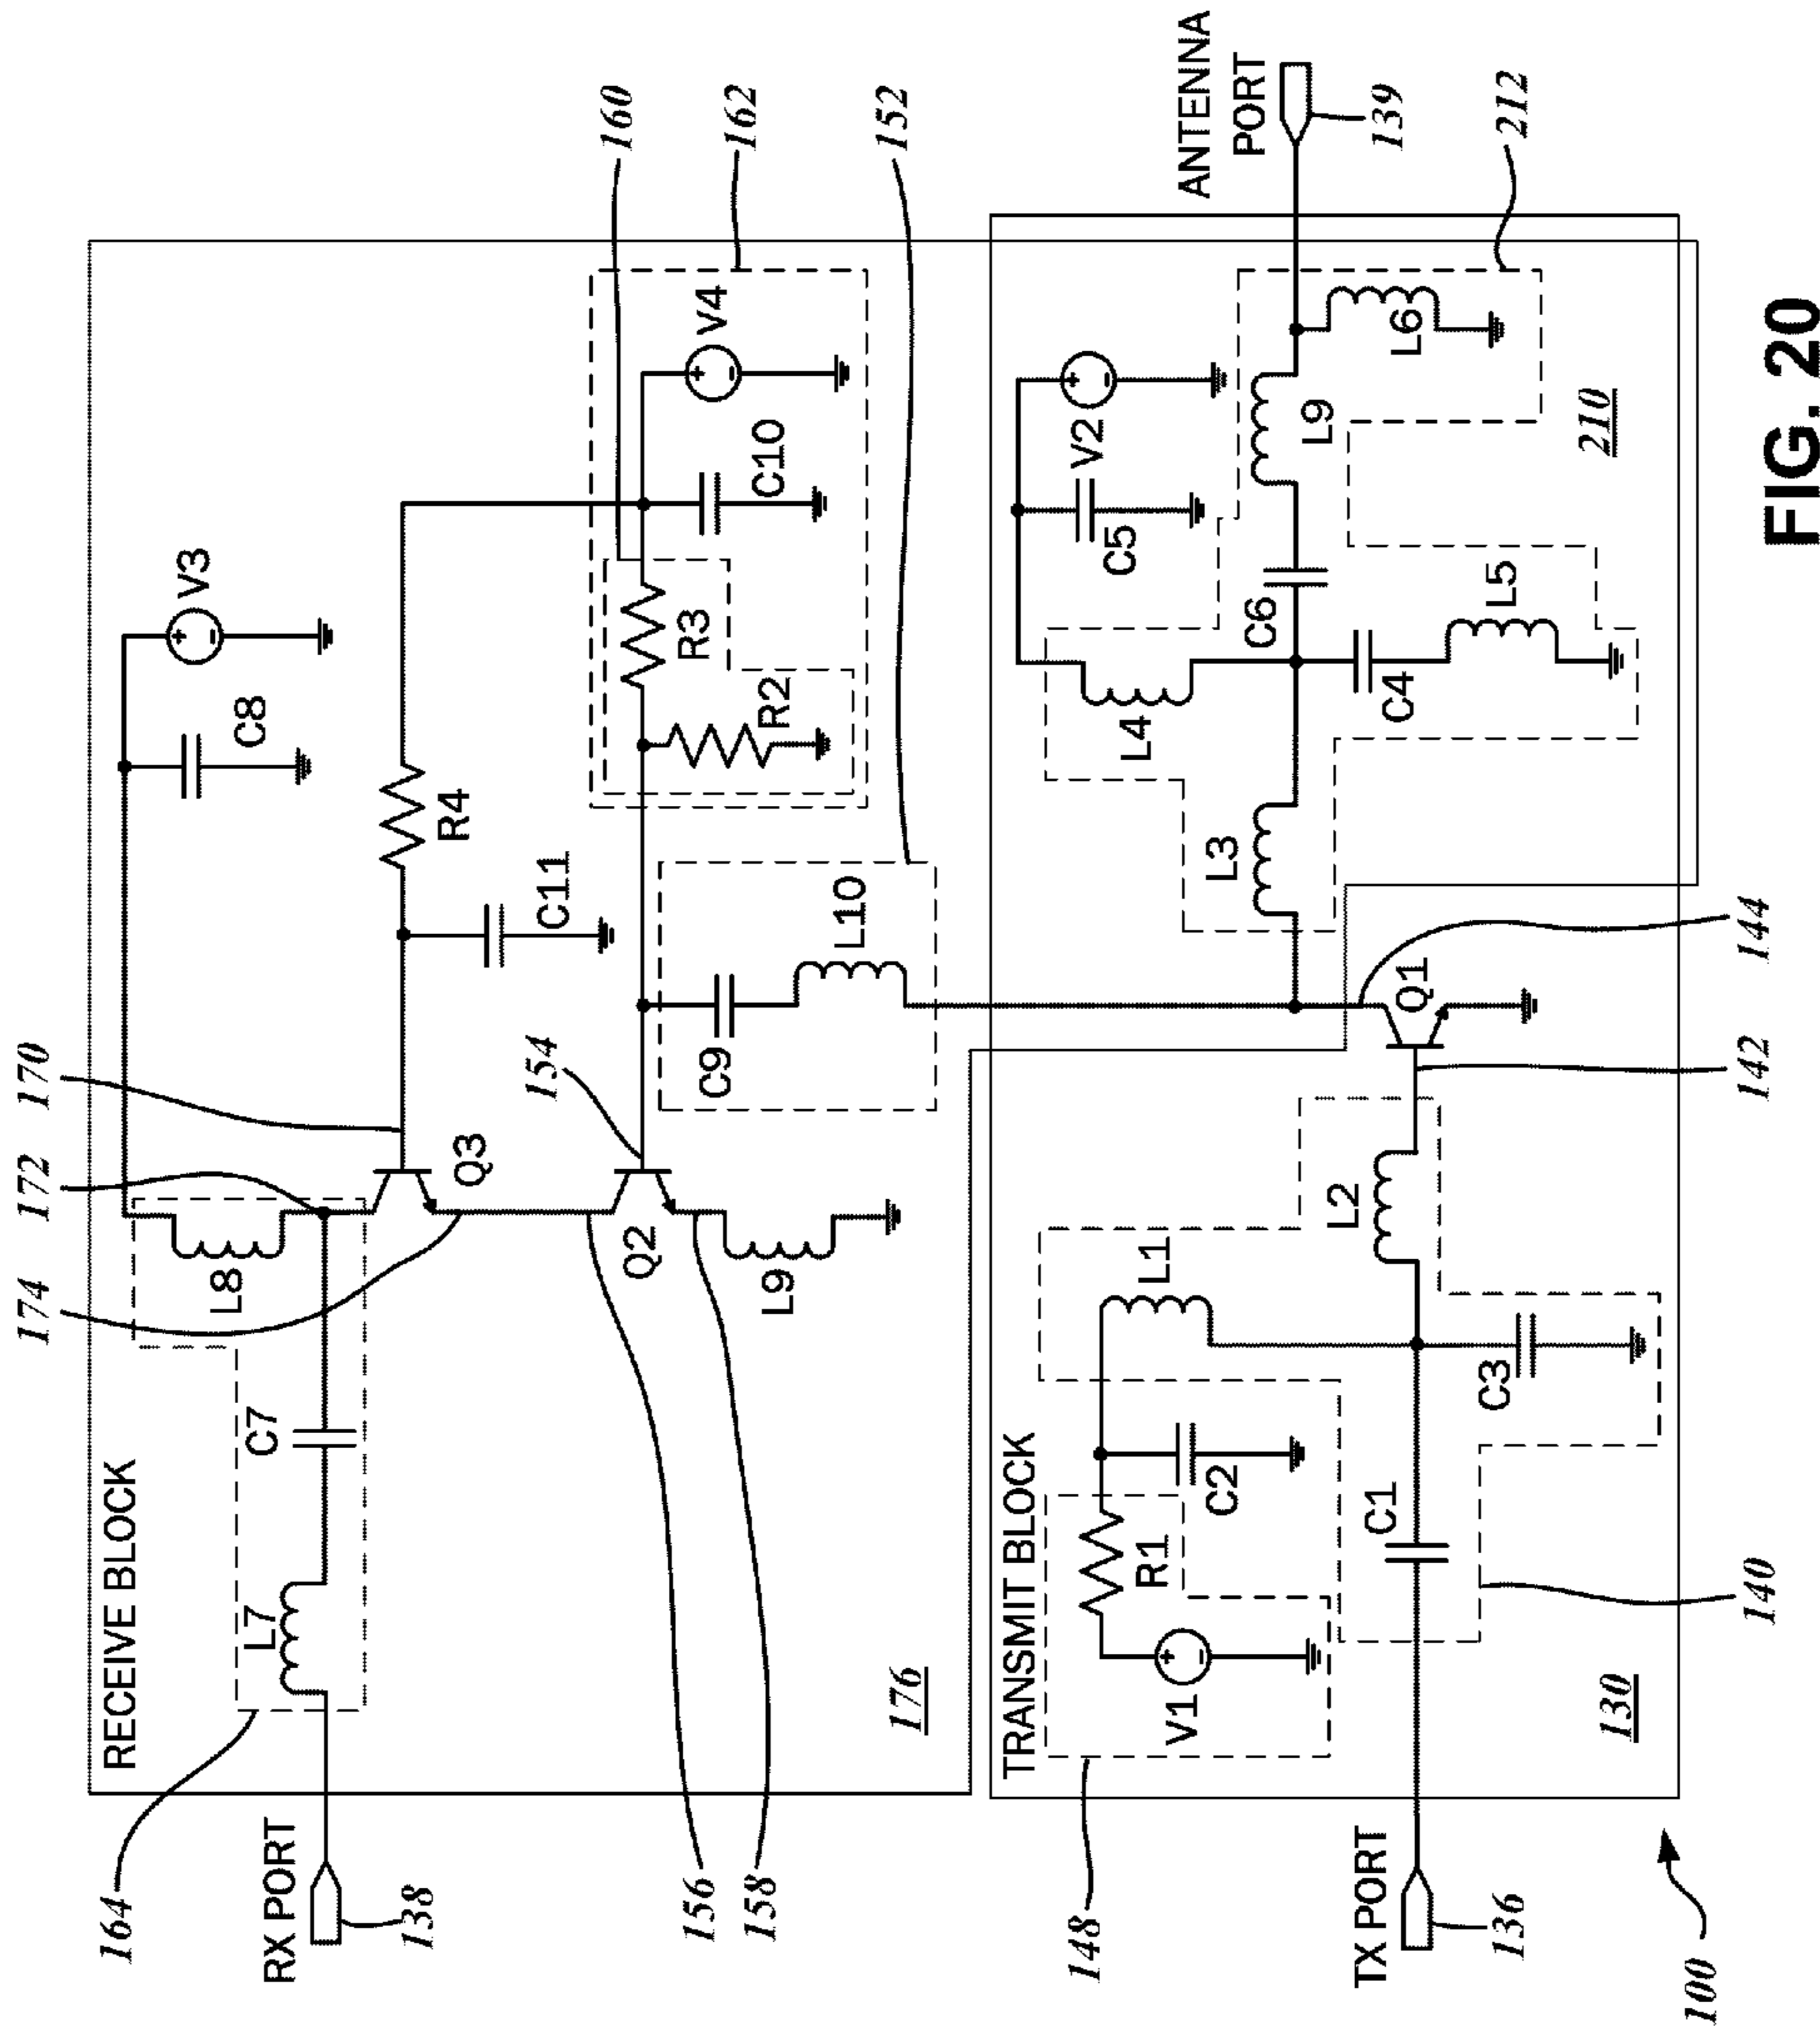 170
172
174
RECEIVE BLOCK
164
RX PORT
138
L7
C7
L8
Q3
C8
V3
R4
C11
160
162
152
V4
C10
R3
R2
154
Q2
L9
156
158
C9
L10
176
TRANSMIT BLOCK
148
V1
R1
C2
L1
L2
C1
C3
140
TX PORT
136
130
100
142
144
Q1
L3
L4
C4
L5
C5
V2
C6
L9
L6
210
212
ANTENNA
PORT
139
FIG. 20